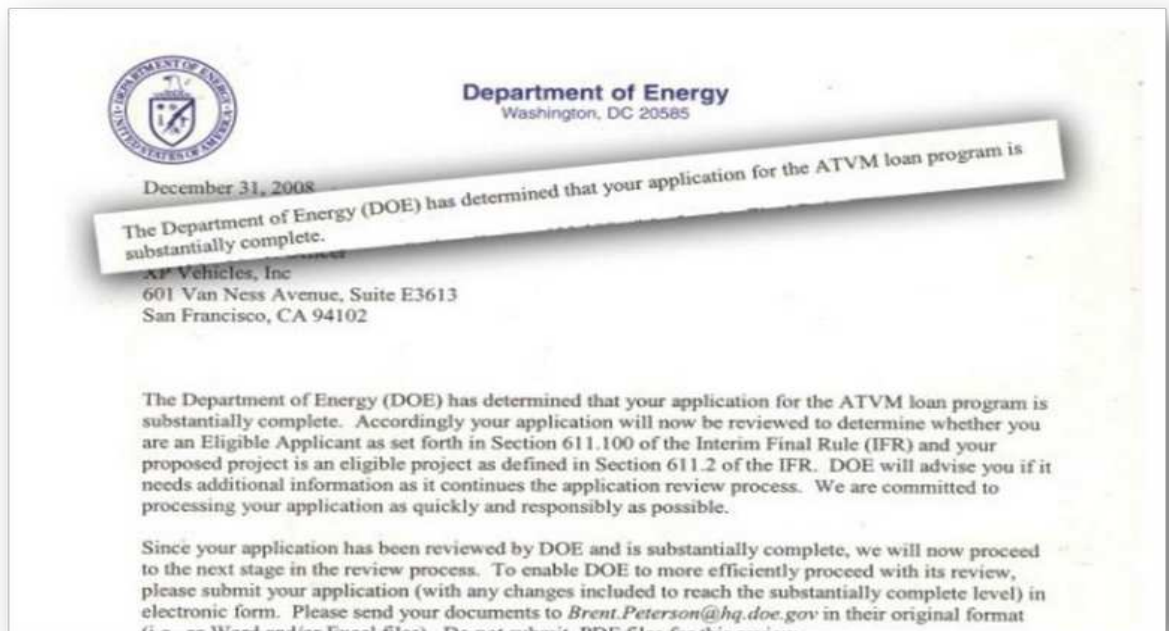 DEPARTMENT OF ENERGY
UNITED STATES OF AMERICA
Department of Energy
Washington, DC 20585
December 31, 2008
The Department of Energy (DOE) has determined that your application for the ATVM loan program is
substantially complete.
XP Vehicles, Inc
601 Van Ness Avenue, Suite E3613
San Francisco, CA 94102
The Department of Energy (DOE) has determined that your application for the ATVM loan program is
substantially complete. Accordingly your application will now be reviewed to determine whether you
are an Eligible Applicant as set forth in Section 611.100 of the Interim Final Rule (IFR) and your
proposed project is an eligible project as defined in Section 611.2 of the IFR. DOE will advise you if it
needs additional information as it continues the application review process. We are committed to
processing your application as quickly and responsibly as possible.
Since your application has been reviewed by DOE and is substantially complete, we will now proceed
to the next stage in the review process. To enable DOE to more efficiently proceed with its review,
please submit your application (with any changes included to reach the substantially complete level) in
electronic form. Please send your documents to Brent.Peterson@hq.doe.gov in their original format